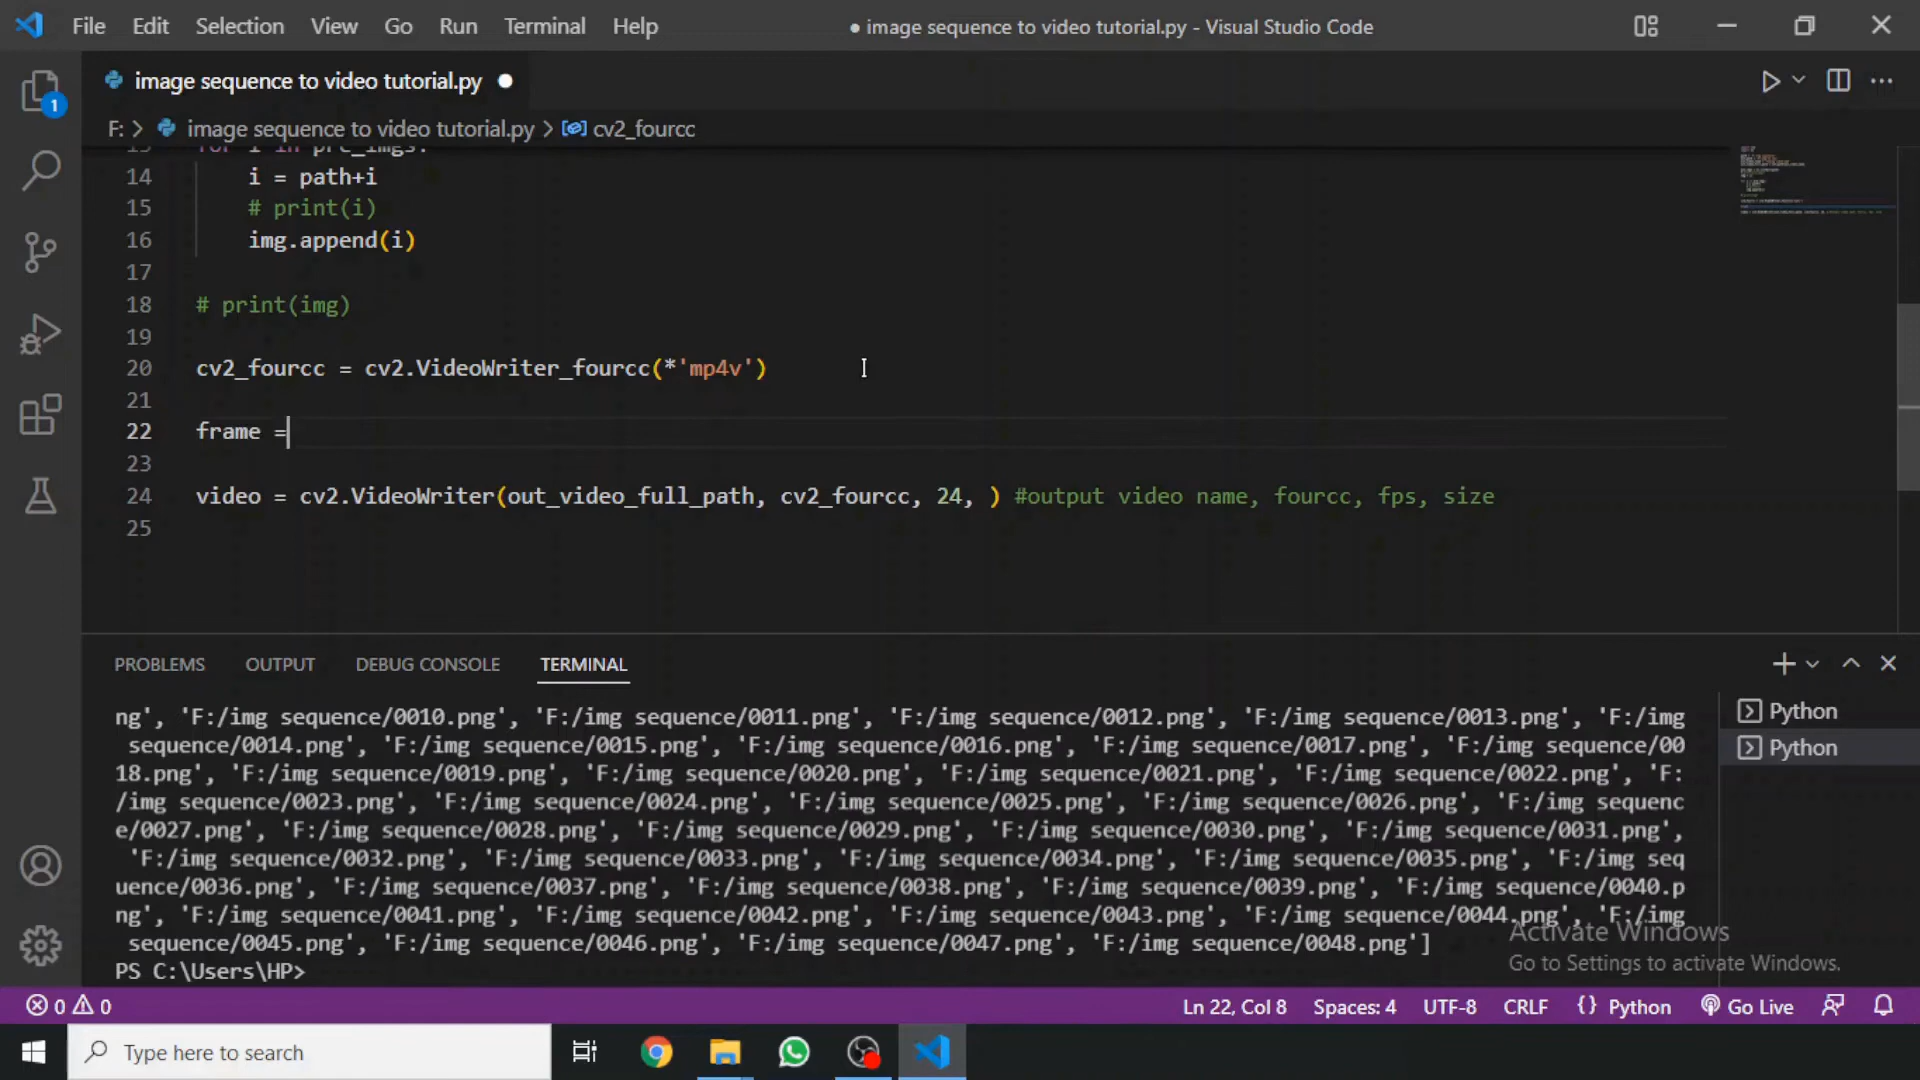 File Edit Selection View Go Run Terminal Help
● image sequence to video tutorial.py - Visual Studio Code
image sequence to video tutorial.py ●
F: > image sequence to video tutorial.py > cv2_fourcc
13 for i in pre_imgs:
14 i = path+i
15 # print(i)
16 img.append(i)
17
18 # print(img)
19
20 cv2_fourcc = cv2.VideoWriter_fourcc(*'mp4v')
21
22 frame =
23
24 video = cv2.VideoWriter(out_video_full_path, cv2_fourcc, 24, ) #output video name, fourcc, fps, size
25
PROBLEMS OUTPUT DEBUG CONSOLE TERMINAL
ng', 'F:/img sequence/0010.png', 'F:/img sequence/0011.png', 'F:/img sequence/0012.png', 'F:/img sequence/0013.png', 'F:/img
sequence/0014.png', 'F:/img sequence/0015.png', 'F:/img sequence/0016.png', 'F:/img sequence/0017.png', 'F:/img sequence/00
18.png', 'F:/img sequence/0019.png', 'F:/img sequence/0020.png', 'F:/img sequence/0021.png', 'F:/img sequence/0022.png', 'F:
/img sequence/0023.png', 'F:/img sequence/0024.png', 'F:/img sequence/0025.png', 'F:/img sequence/0026.png', 'F:/img sequenc
e/0027.png', 'F:/img sequence/0028.png', 'F:/img sequence/0029.png', 'F:/img sequence/0030.png', 'F:/img sequence/0031.png',
'F:/img sequence/0032.png', 'F:/img sequence/0033.png', 'F:/img sequence/0034.png', 'F:/img sequence/0035.png', 'F:/img seq
uence/0036.png', 'F:/img sequence/0037.png', 'F:/img sequence/0038.png', 'F:/img sequence/0039.png', 'F:/img sequence/0040.p
ng', 'F:/img sequence/0041.png', 'F:/img sequence/0042.png', 'F:/img sequence/0043.png', 'F:/img sequence/0044.png', 'F:/img
sequence/0045.png', 'F:/img sequence/0046.png', 'F:/img sequence/0047.png', 'F:/img sequence/0048.png']
PS C:\Users\HP>
Python
Python
Activate Windows
Go to Settings to activate Windows.
0 0 Ln 22, Col 8 Spaces: 4 UTF-8 CRLF {} Python Go Live
Type here to search
1